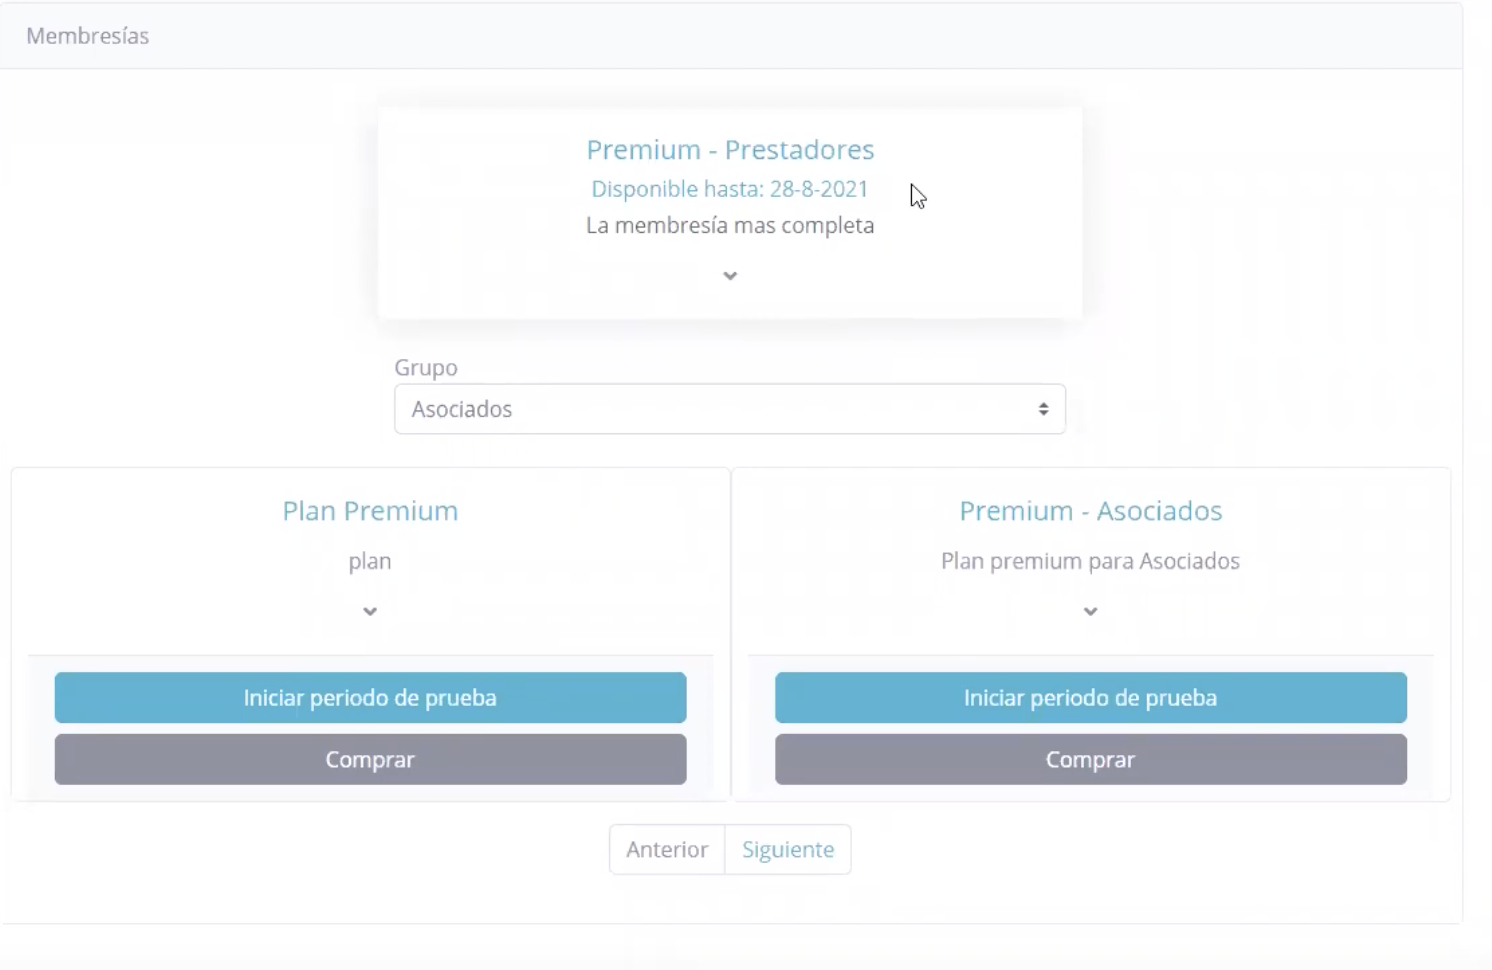 Membresías
Premium - Prestadores
Disponible hasta: 28-8-2021
La membresía mas completa
Grupo
Asociados
Plan Premium
plan
Iniciar periodo de prueba
Comprar
Premium - Asociados
Plan premium para Asociados
Iniciar periodo de prueba
Comprar
Anterior
Siguiente